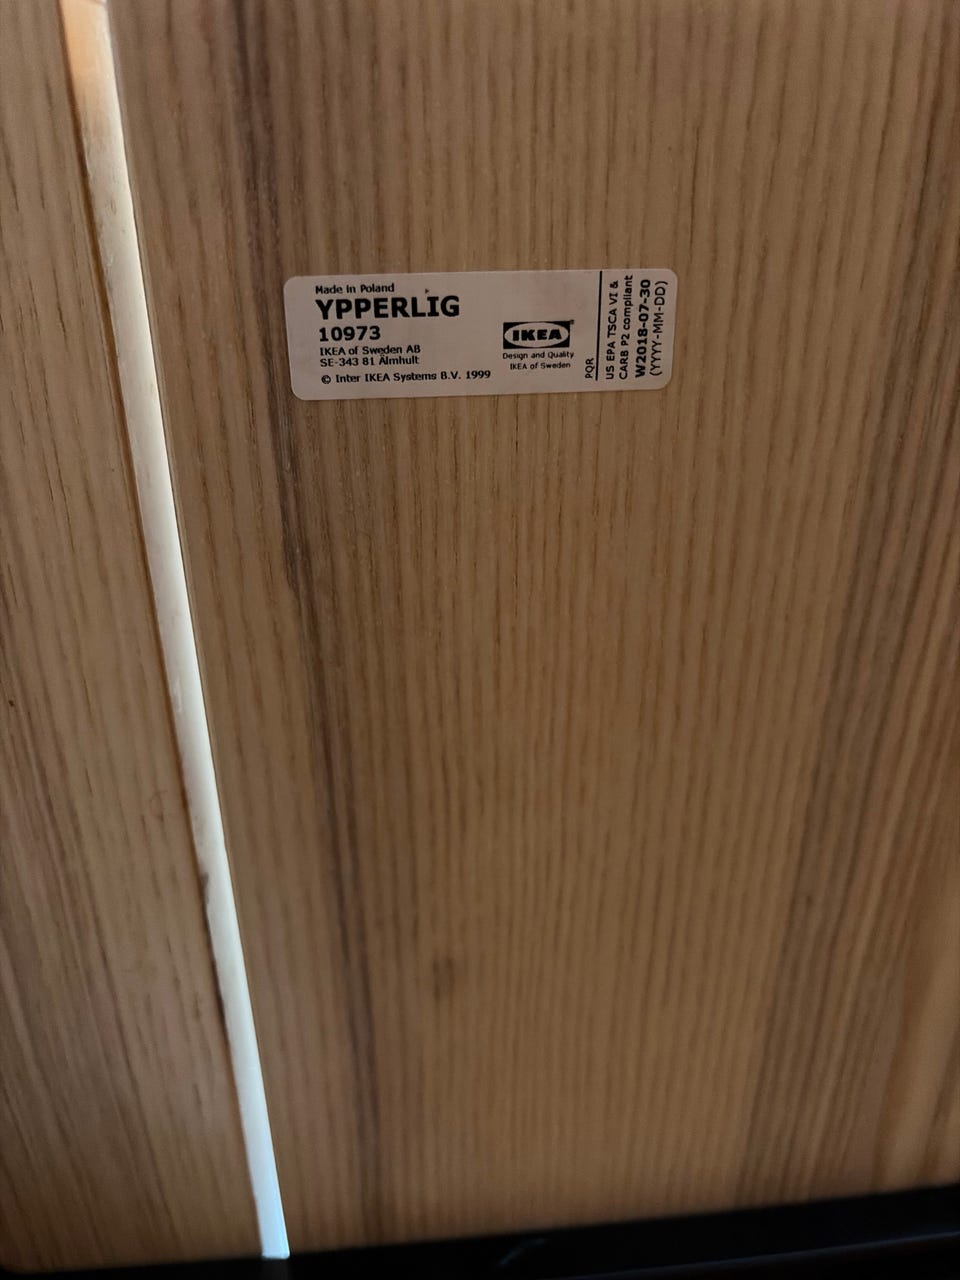 Made in Poland
YPPERLIG
10973
IKEA of Sweden AB
SE-343 81 Älmhult
© Inter IKEA Systems B.V. 1999
IKEA®
Design and Quality
IKEA of Sweden
PQR
US EPA TSCA VI &
CARB P2 compliant
W2018-07-30
(YYYY-MM-DD)